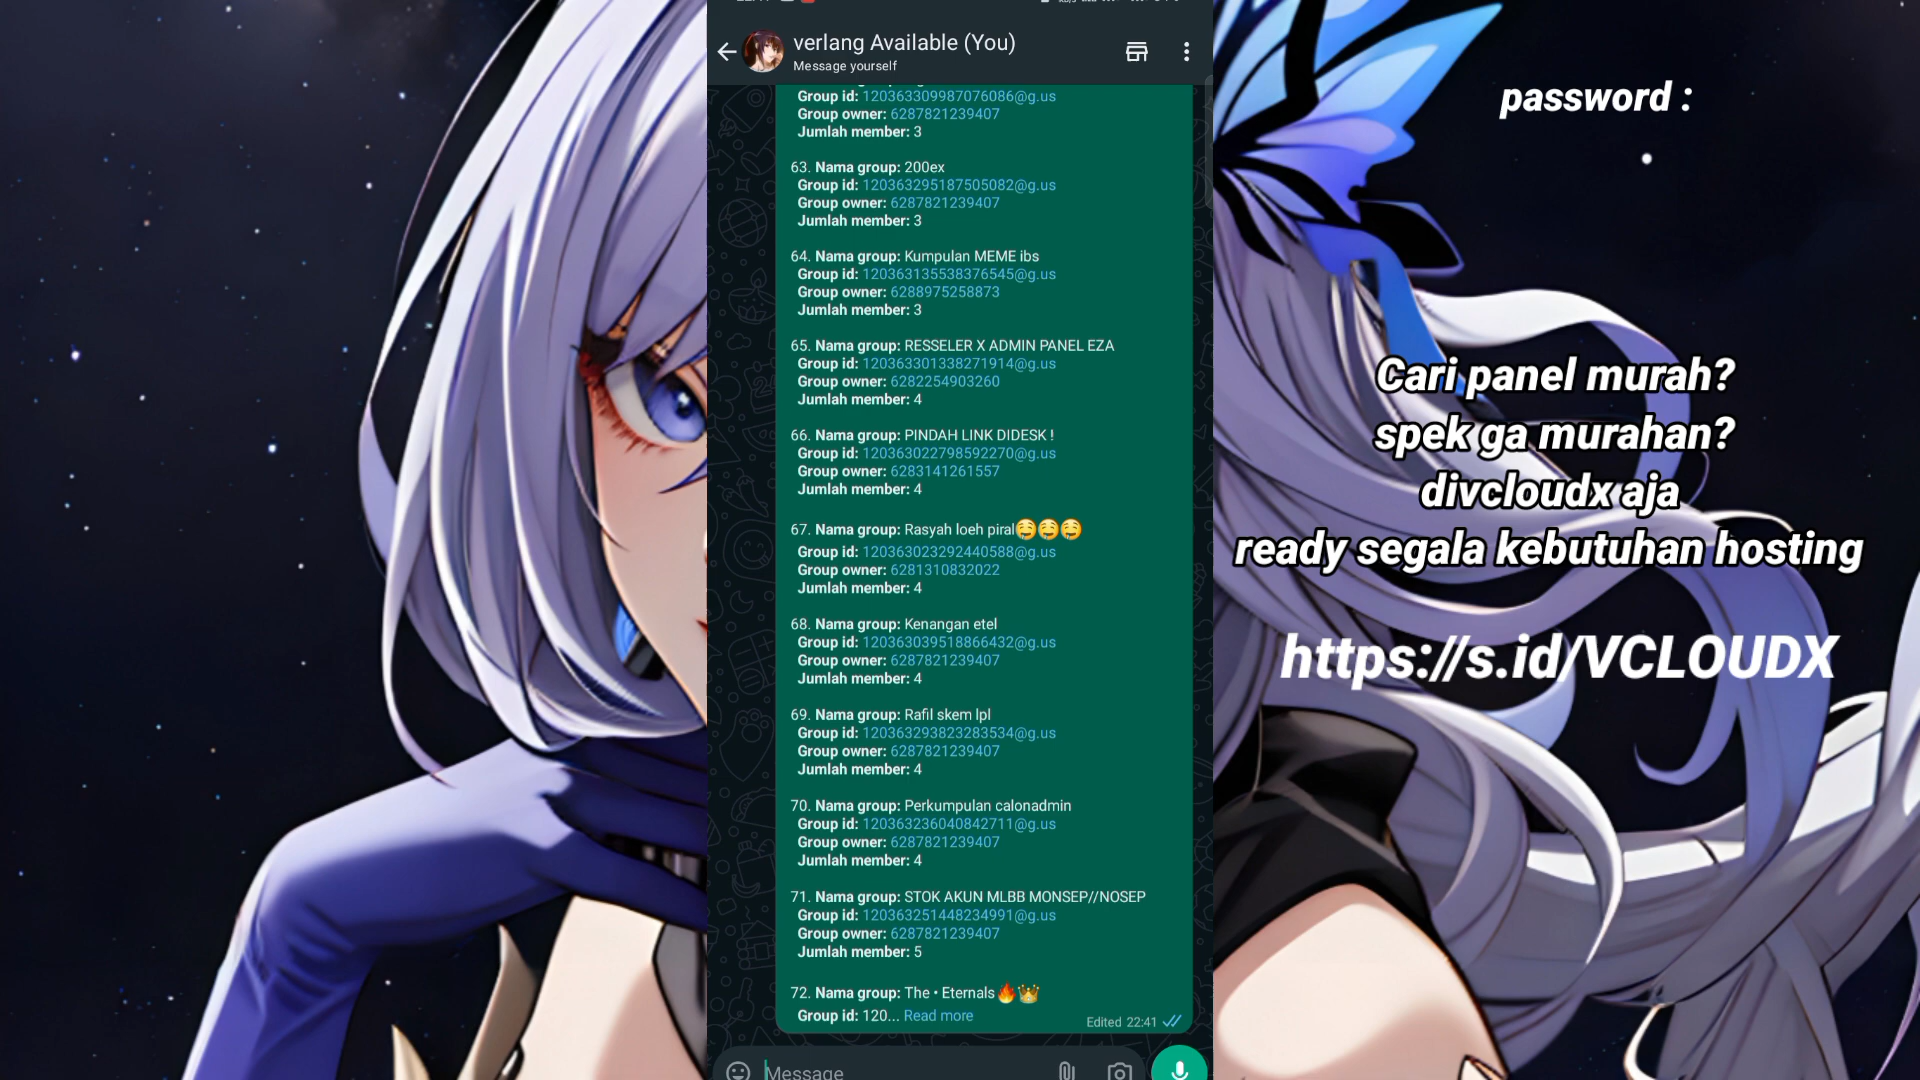 verlang Available (You)
Message yourself
Group id: 120363309987076086@g.us
Group owner: 6287821239407
Jumlah member: 3
63. Nama group: 200ex
Group id: 120363295187505082@g.us
Group owner: 6287821239407
Jumlah member: 3
64. Nama group: Kumpulan MEME ibs
Group id: 120363135538376545@g.us
Group owner: 6288975258873
Jumlah member: 3
65. Nama group: RESSELER X ADMIN PANEL EZA
Group id: 120363301338271914@g.us
Group owner: 6282254903260
Jumlah member: 4
66. Nama group: PINDAH LINK DIDESK !
Group id: 120363022798592270@g.us
Group owner: 6283141261557
Jumlah member: 4
67. Nama group: Rasyah loeh piral🤤🤤🤤
Group id: 120363023292440588@g.us
Group owner: 6281310832022
Jumlah member: 4
68. Nama group: Kenangan etel
Group id: 120363039518866432@g.us
Group owner: 6287821239407
Jumlah member: 4
69. Nama group: Rafil skem lpl
Group id: 120363293823283534@g.us
Group owner: 6287821239407
Jumlah member: 4
70. Nama group: Perkumpulan calonadmin
Group id: 120363236040842711@g.us
Group owner: 6287821239407
Jumlah member: 4
71. Nama group: STOK AKUN MLBB MONSEP//NOSEP
Group id: 120363251448234991@g.us
Group owner: 6287821239407
Jumlah member: 5
72. Nama group: The • Eternals🔥👑
Group id: 120... Read more
Edited 22:41
Message
password :
Cari panel murah?
spek ga murahan?
divcloudx aja
ready segala kebutuhan hosting
https://s.id/VCLOUDX